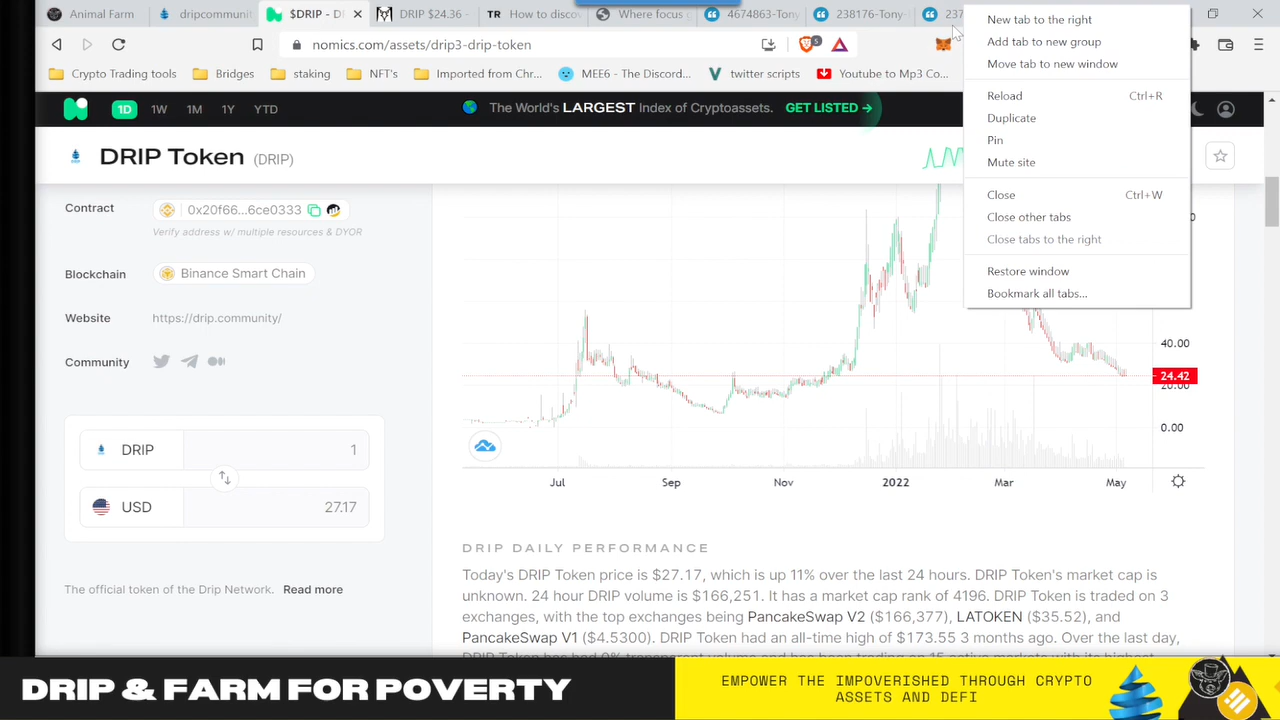 Animal Farm
dripcommuni
$DRIP - D
DRIP $24.36 -
How to discov
Where focus g
4674863-Tony
238176-Tony-
237
nomics.com/assets/drip3-drip-token
5
Crypto Trading tools
Bridges
staking
NFT's
Imported from Chr...
MEE6 - The Discord...
twitter scripts
Youtube to Mp3 Co...
New tab to the right
Add tab to new group
Move tab to new window
Reload Ctrl+R
Duplicate
Pin
Mute site
Close Ctrl+W
Close other tabs
Close tabs to the right
Restore window
Bookmark all tabs...
1D 1W 1M 1Y YTD
The World's LARGEST Index of Cryptoassets. GET LISTED →
DRIP Token (DRIP)
Contract
0x20f66...6ce0333
Verify address w/ multiple resources & DYOR
Blockchain
Binance Smart Chain
Website
https://drip.community/
Community
DRIP 1
USD 27.17
The official token of the Drip Network. Read more
40.00
24.42
20.00
0.00
Jul Sep Nov 2022 Mar May
DRIP DAILY PERFORMANCE
Today's DRIP Token price is $27.17, which is up 11% over the last 24 hours. DRIP Token's market cap is
unknown. 24 hour DRIP volume is $166,251. It has a market cap rank of 4196. DRIP Token is traded on 3
exchanges, with the top exchanges being PancakeSwap V2 ($166,377), LATOKEN ($35.52), and
PancakeSwap V1 ($4.5300). DRIP Token had an all-time high of $173.55 3 months ago. Over the last day,
DRIP & FARM FOR POVERTY
EMPOWER THE IMPOVERISHED THROUGH CRYPTO
ASSETS AND DEFI